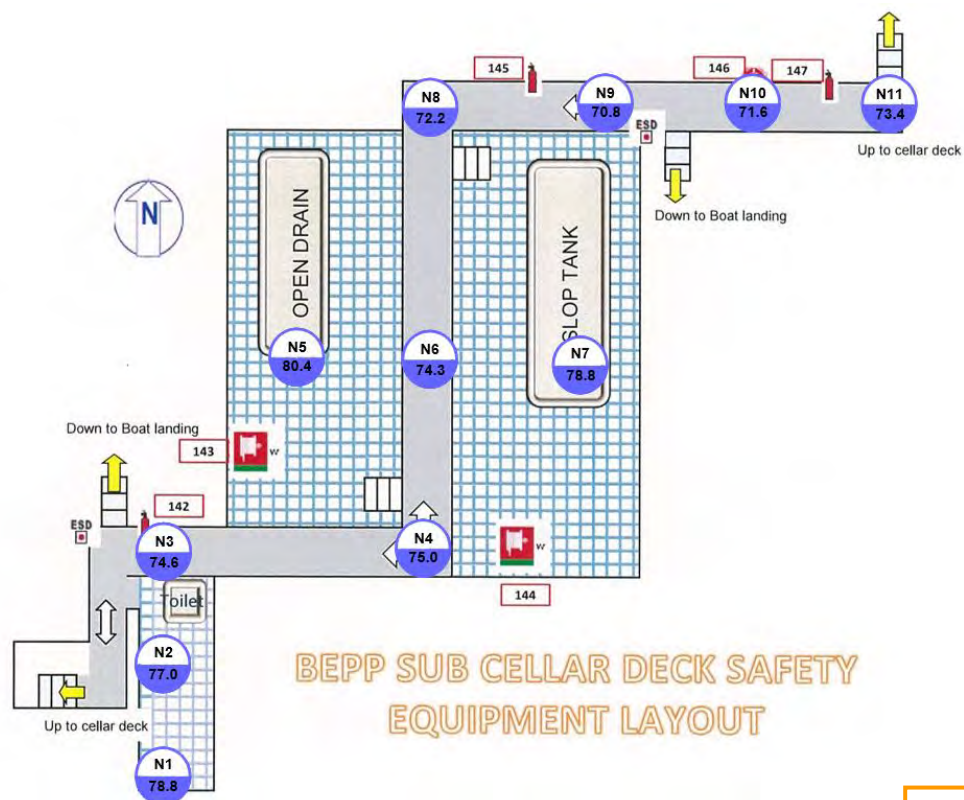 145
146
147
N8
72.2
N9
70.8
N10
71.6
N11
73.4
ESD
Up to cellar deck
Down to Boat landing
N
OPEN DRAIN
SLOP TANK
N5
80.4
N6
74.3
N7
78.8
Down to Boat landing
143
W
142
ESD
N3
74.6
N4
75.0
W
144
Toilet
N2
77.0
Up to cellar deck
N1
78.8
BEPP SUB CELLAR DECK SAFETY
EQUIPMENT LAYOUT